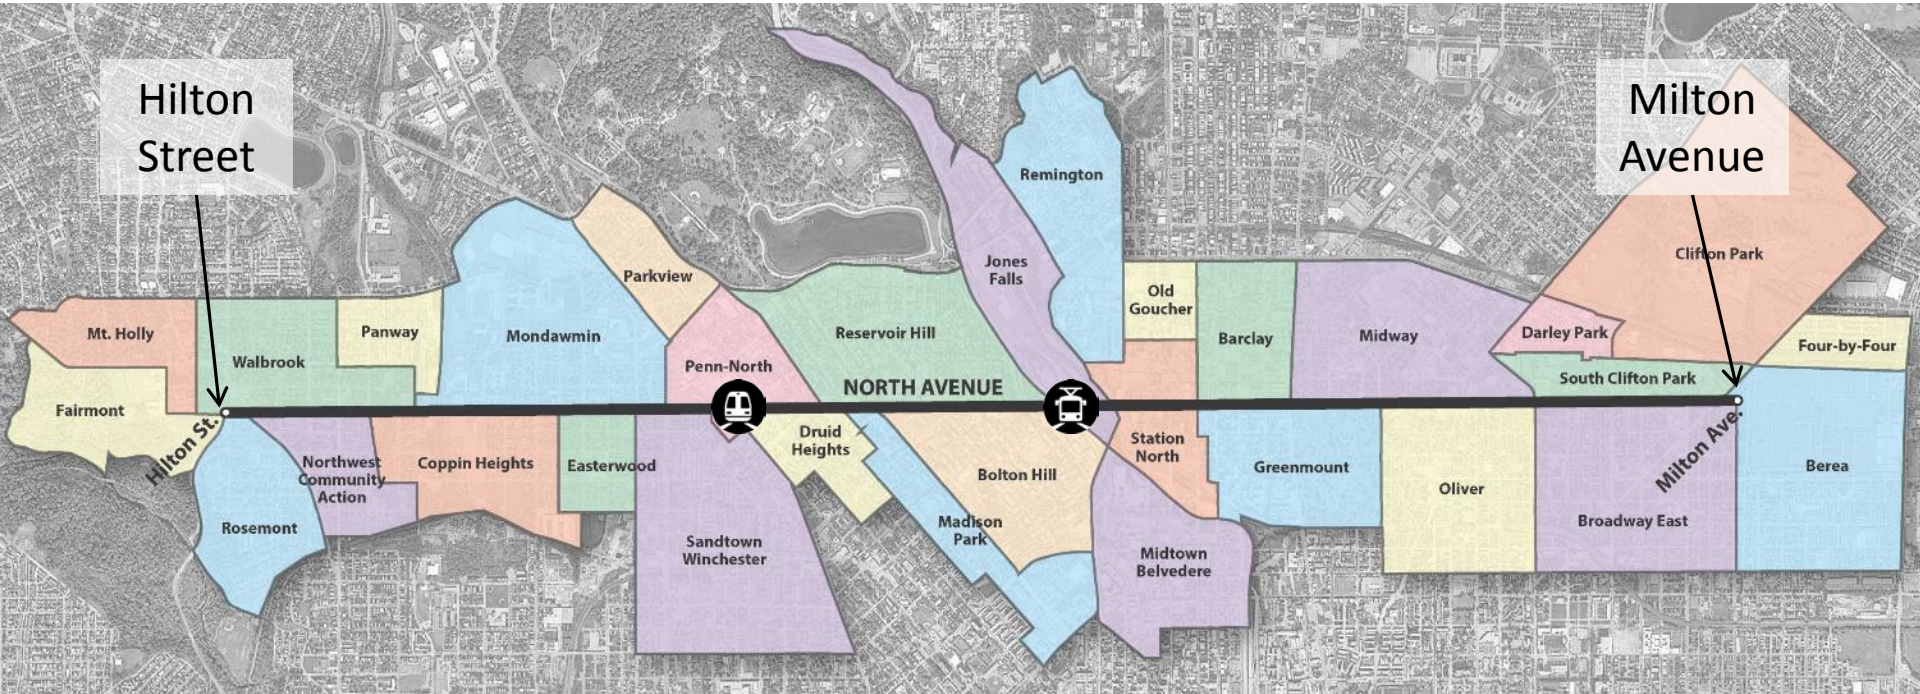 Hilton
Street
Milton
Avenue
Remington
Clifton Park
Jones
Falls
Parkview
Old
Goucher
Mt. Holly
Panway
Mondawmin
Reservoir Hill
Barclay
Midway
Darley Park
Four-by-Four
Walbrook
Penn-North
South Clifton Park
NORTH AVENUE
Fairmont
Hilton St.
Druid
Heights
Station
North
Milton Ave.
Northwest
Community
Action
Coppin Heights
Easterwood
Bolton Hill
Greenmount
Oliver
Berea
Rosemont
Madison
Park
Broadway East
Sandtown
Winchester
Midtown
Belvedere